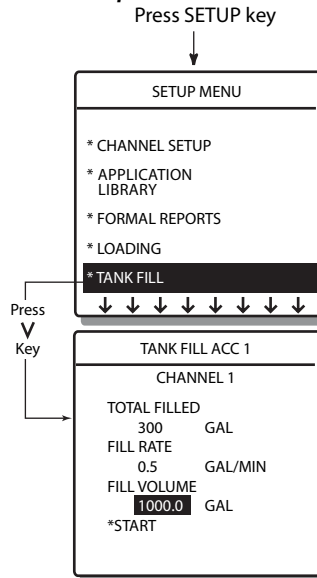 Press SETUP key
SETUP MENU
* CHANNEL SETUP
* APPLICATION
LIBRARY
* FORMAL REPORTS
* LOADING
* TANK FILL
Press
V
Key
TANK FILL ACC 1
CHANNEL 1
TOTAL FILLED
300 GAL
FILL RATE
0.5 GAL/MIN
FILL VOLUME
1000.0 GAL
*START